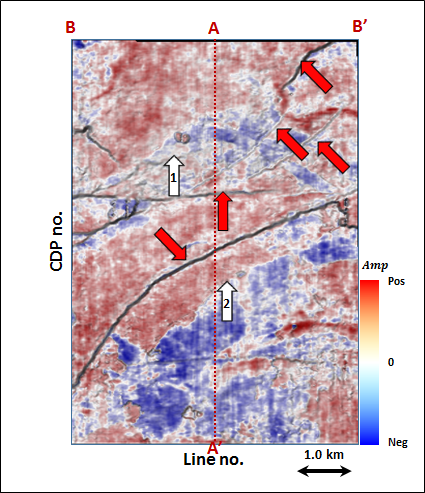 B A B’
1
2
CDP no.
Amp
Pos
0
Neg
A’
Line no.
1.0 km